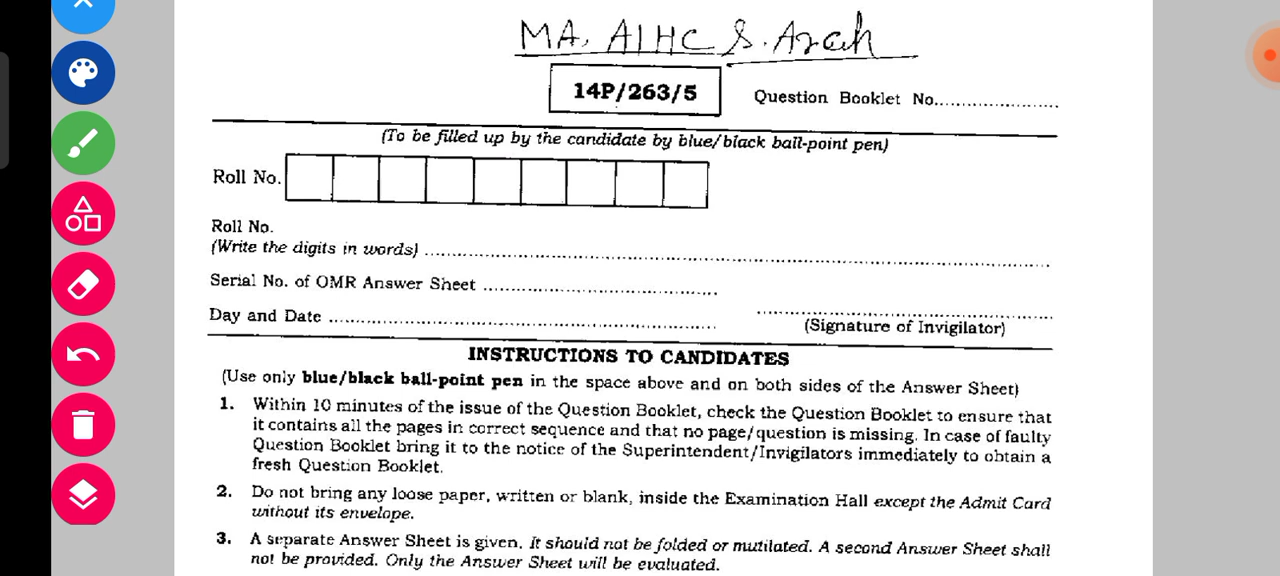 MA. AIHC & Arch
14P/263/5
Question Booklet No..........................
(To be filled up by the candidate by blue/black ball-point pen)
Roll No.
Roll No.
(Write the digits in words) ..........................................................................................................
Serial No. of OMR Answer Sheet ..................................................
Day and Date ..................................................................................
(Signature of Invigilator)
INSTRUCTIONS TO CANDIDATES
(Use only blue/black ball-point pen in the space above and on both sides of the Answer Sheet)
1. Within 10 minutes of the issue of the Question Booklet, check the Question Booklet to ensure that
it contains all the pages in correct sequence and that no page/question is missing. In case of faulty
Question Booklet bring it to the notice of the Superintendent/Invigilators immediately to obtain a
fresh Question Booklet.
2. Do not bring any loose paper, written or blank, inside the Examination Hall except the Admit Card
without its envelope.
3. A separate Answer Sheet is given. It should not be folded or mutilated. A second Answer Sheet shall
not be provided. Only the Answer Sheet will be evaluated.